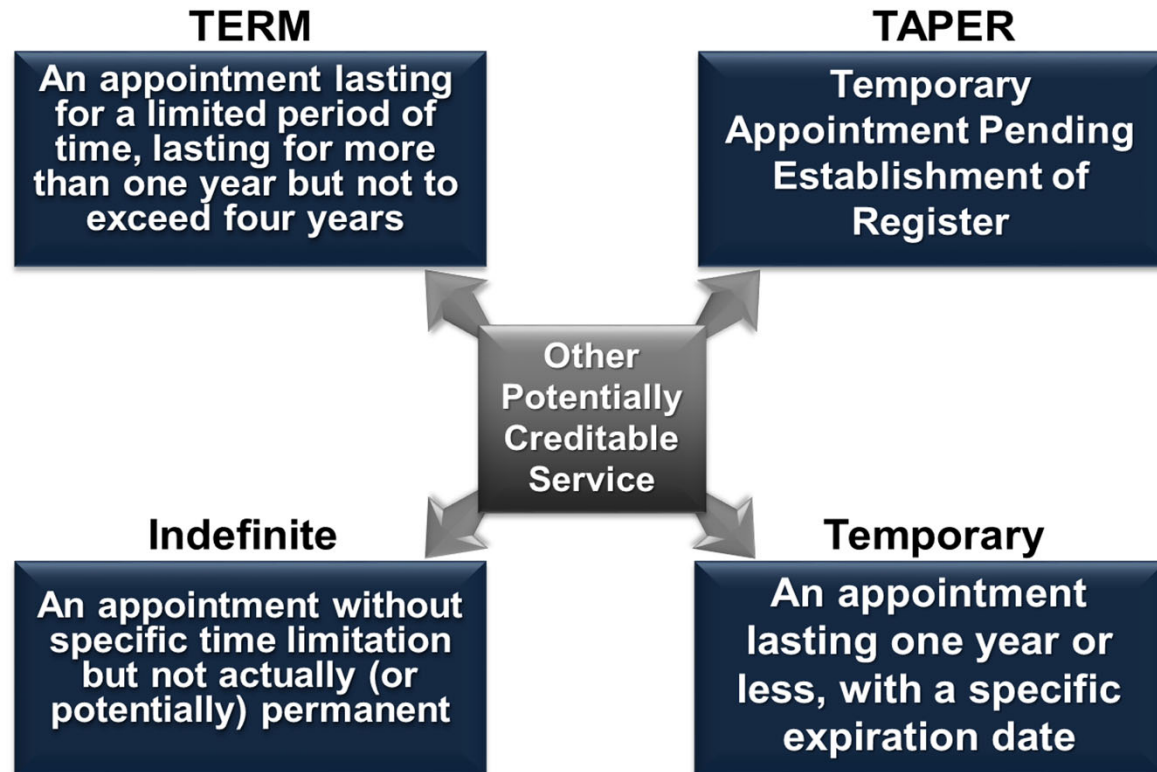 TERM
An appointment lasting
for a limited period of
time, lasting for more
than one year but not to
exceed four years
TAPER
Temporary
Appointment Pending
Establishment of
Register
Other
Potentially
Creditable
Service
Indefinite
An appointment without
specific time limitation
but not actually (or
potentially) permanent
Temporary
An appointment
lasting one year or
less, with a specific
expiration date